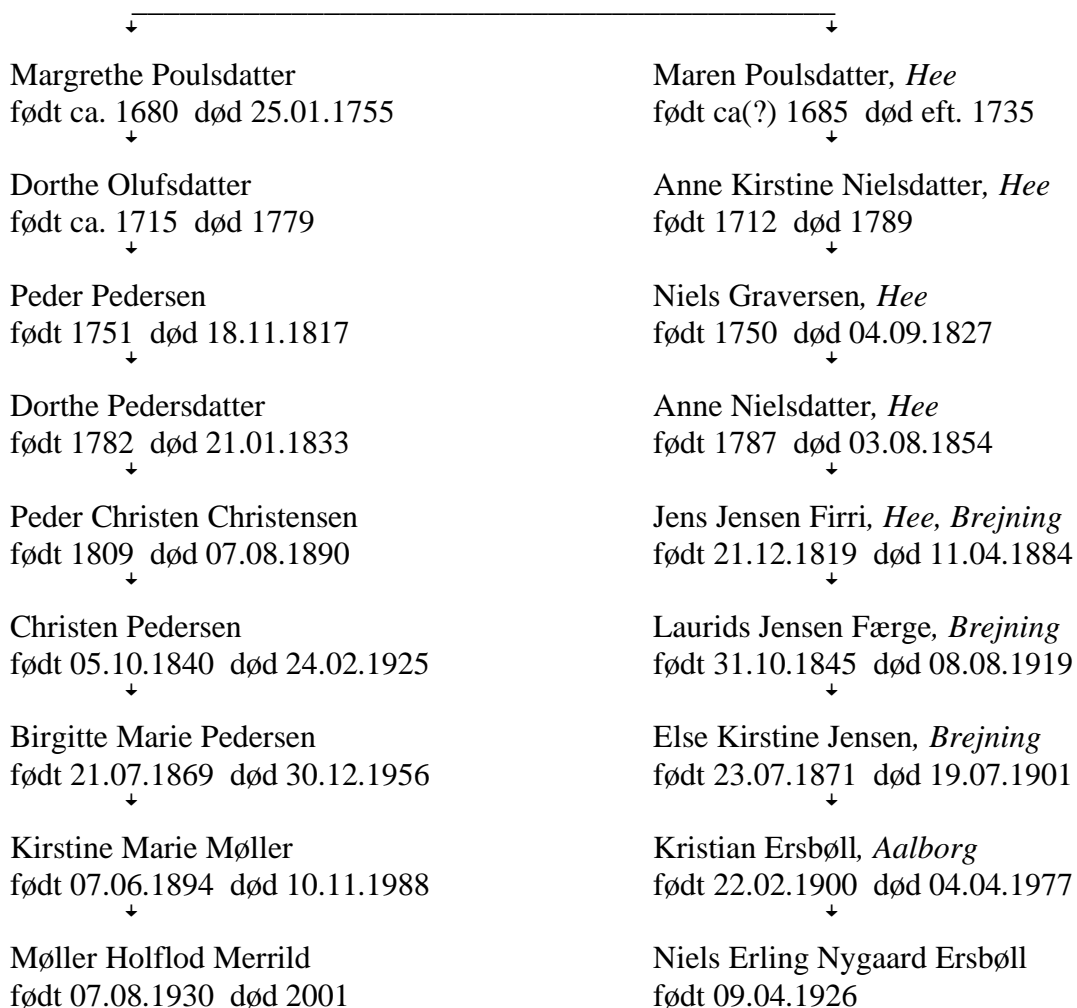 Margrethe Poulsdatter
født ca. 1680 død 25.01.1755
Dorthe Olufsdatter
født ca. 1715 død 1779
Peder Pedersen
født 1751 død 18.11.1817
Dorthe Pedersdatter
født 1782 død 21.01.1833
Peder Christen Christensen
født 1809 død 07.08.1890
Christen Pedersen
født 05.10.1840 død 24.02.1925
Birgitte Marie Pedersen
født 21.07.1869 død 30.12.1956
Kirstine Marie Møller
født 07.06.1894 død 10.11.1988
Møller Holflod Merrild
født 07.08.1930 død 2001
Maren Poulsdatter, Hee
født ca(?) 1685 død eft. 1735
Anne Kirstine Nielsdatter, Hee
født 1712 død 1789
Niels Graversen, Hee
født 1750 død 04.09.1827
Anne Nielsdatter, Hee
født 1787 død 03.08.1854
Jens Jensen Firri, Hee, Brejning
født 21.12.1819 død 11.04.1884
Laurids Jensen Færge, Brejning
født 31.10.1845 død 08.08.1919
Else Kirstine Jensen, Brejning
født 23.07.1871 død 19.07.1901
Kristian Ersbøll, Aalborg
født 22.02.1900 død 04.04.1977
Niels Erling Nygaard Ersbøll
født 09.04.1926